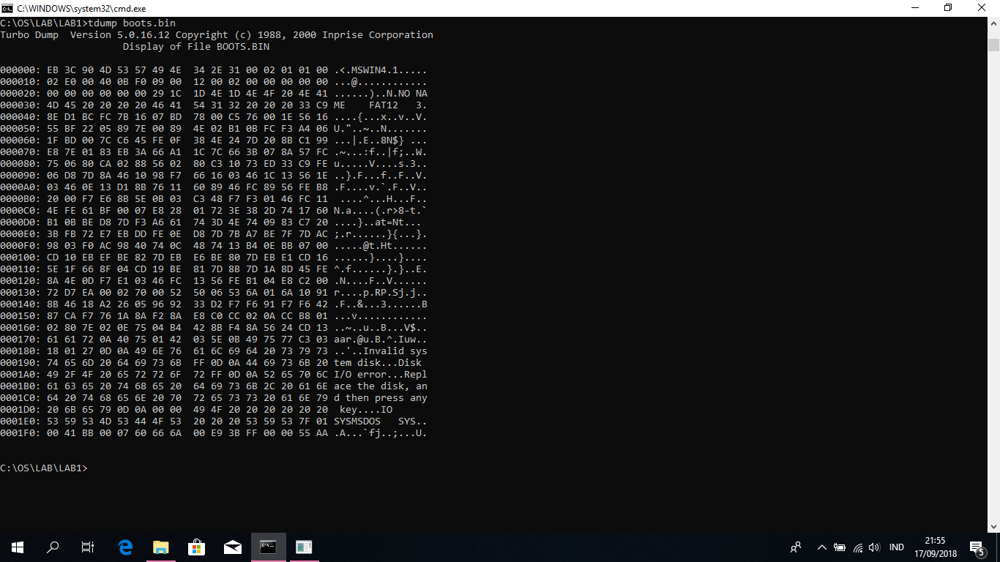 C:\WINDOWS\system32\cmd.exe
C:\OS\LAB\LAB1>tdump boots.bin
Turbo Dump  Version 5.0.16.12 Copyright (c) 1988, 2000 Inprise Corporation
                     Display of File BOOTS.BIN
000000: EB 3C 90 4D 53 57 49 4E  34 2E 31 00 02 01 01 00 .<.MSWIN4.1.....
000010: 02 E0 00 40 0B F0 09 00  12 00 02 00 00 00 00 00 ...@............
000020: 00 00 00 00 00 00 29 1C  1D 4E 1D 4E 4F 20 4E 41 ......)..N.NO NA
000030: 4D 45 20 20 20 20 46 41  54 31 32 20 20 20 33 C9 ME    FAT12   3.
000040: 8E D1 BC FC 7B 16 07 BD  78 00 C5 76 00 1E 56 16 ....{...x..v..V.
000050: 55 BF 22 05 89 7E 00 89  4E 02 B1 0B FC F3 A4 06 U."..~..N.......
000060: 1F BD 00 7C C6 45 FE 0F  38 4E 24 7D 20 8B C1 99 ...|.E..8N$} ...
000070: E8 7E 01 83 EB 3A 66 A1  1C 7C 66 3B 07 8A 57 FC .~...:f..|f;..W.
000080: 75 06 80 CA 02 88 56 02  80 C3 10 73 ED 33 C9 FE u.....V....s.3..
000090: 06 D8 7D 8A 46 10 98 F7  66 16 03 46 1C 13 56 1E ..}.F...f..F..V.
0000A0: 03 46 0E 13 D1 8B 76 11  60 89 46 FC 89 56 FE B8 .F....v.`.F..V..
0000B0: 20 00 F7 E6 8B 5E 0B 03  C3 48 F7 F3 01 46 FC 11  ....^...H...F..
0000C0: 4E FE 61 BF 00 07 E8 28  01 72 3E 38 2D 74 17 60 N.a....(.r>8-t.`
0000D0: B1 0B BE D8 7D F3 A6 61  74 3D 4E 74 09 83 C7 20 ....}..at=Nt... 
0000E0: 3B FB 72 E7 EB DD FE 0E  D8 7D 7B A7 BE 7F 7D AC ;.r......}{...}.
0000F0: 98 03 F0 AC 98 40 74 0C  48 74 13 B4 0E BB 07 00 .....@t.Ht......
000100: CD 10 EB EF BE 82 7D EB  E6 BE 80 7D EB E1 CD 16 ......}....}....
000110: 5E 1F 66 8F 04 CD 19 BE  81 7D 8B 7D 1A 8D 45 FE ^.f......}.}..E.
000120: 8A 4E 0D F7 E1 03 46 FC  13 56 FE B1 04 E8 C2 00 .N....F..V......
000130: 72 D7 EA 00 02 70 00 52  50 06 53 6A 01 6A 10 91 r....p.RP.Sj.j..
000140: 8B 46 18 A2 26 05 96 92  33 D2 F7 F6 91 F7 F6 42 .F..&...3......B
000150: 87 CA F7 76 1A 8A F2 8A  E8 C0 CC 02 0A CC B8 01 ...v............
000160: 02 80 7E 02 0E 75 04 B4  42 8B F4 8A 56 24 CD 13 ..~..u..B...V$..
000170: 61 61 72 0A 40 75 01 42  03 5E 0B 49 75 77 C3 03 aar.@u.B.^.Iuw..
000180: 18 01 27 0D 0A 49 6E 76  61 6C 69 64 20 73 79 73 ..'..Invalid sys
000190: 74 65 6D 20 64 69 73 6B  FF 0D 0A 44 69 73 6B 20 tem disk...Disk 
0001A0: 49 2F 4F 20 65 72 72 6F  72 FF 0D 0A 52 65 70 6C I/O error...Repl
0001B0: 61 63 65 20 74 68 65 20  64 69 73 6B 2C 20 61 6E ace the disk, an
0001C0: 64 20 74 68 65 6E 20 70  72 65 73 73 20 61 6E 79 d then press any
0001D0: 20 6B 65 79 0D 0A 00 00  49 4F 20 20 20 20 20 20  key....IO      
0001E0: 53 59 53 4D 53 44 4F 53  20 20 20 53 59 53 7F 01 SYSMSDOS   SYS..
0001F0: 00 41 BB 00 07 60 66 6A  00 E9 3B FF 00 00 55 AA .A...`fj..;...U.
C:\OS\LAB\LAB1>
IND
21:55
17/09/2018
5